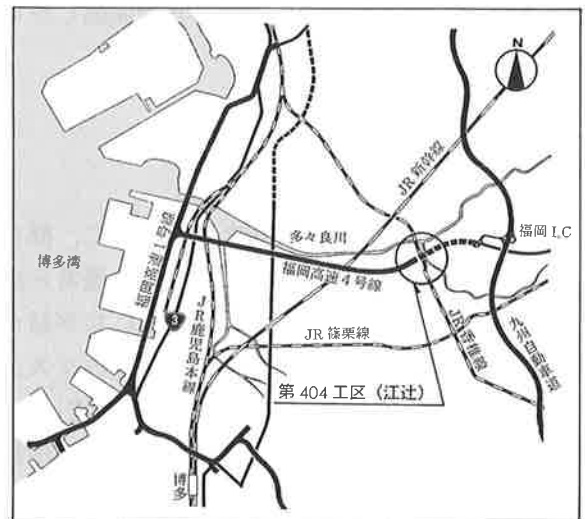 N
JR新幹線
福岡I.C
多々良川
福岡高速1号線
博多湾
福岡高速4号線
3
JR鹿児島本線
JR篠栗線
JR香椎線
九州自動車道
第404工区（江辻）
博多